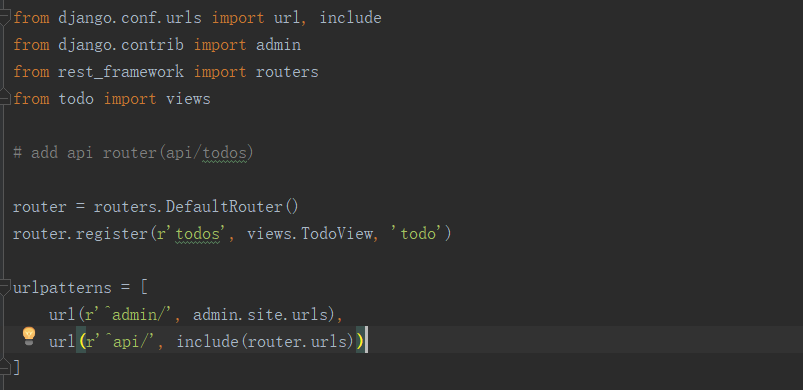 from django.conf.urls import url, include
from django.contrib import admin
from rest_framework import routers
from todo import views
# add api router(api/todos)
router = routers.DefaultRouter()
router.register(r'todos', views.TodoView, 'todo')
urlpatterns = [
    url(r'^admin/', admin.site.urls),
    url(r'^api/', include(router.urls))
]